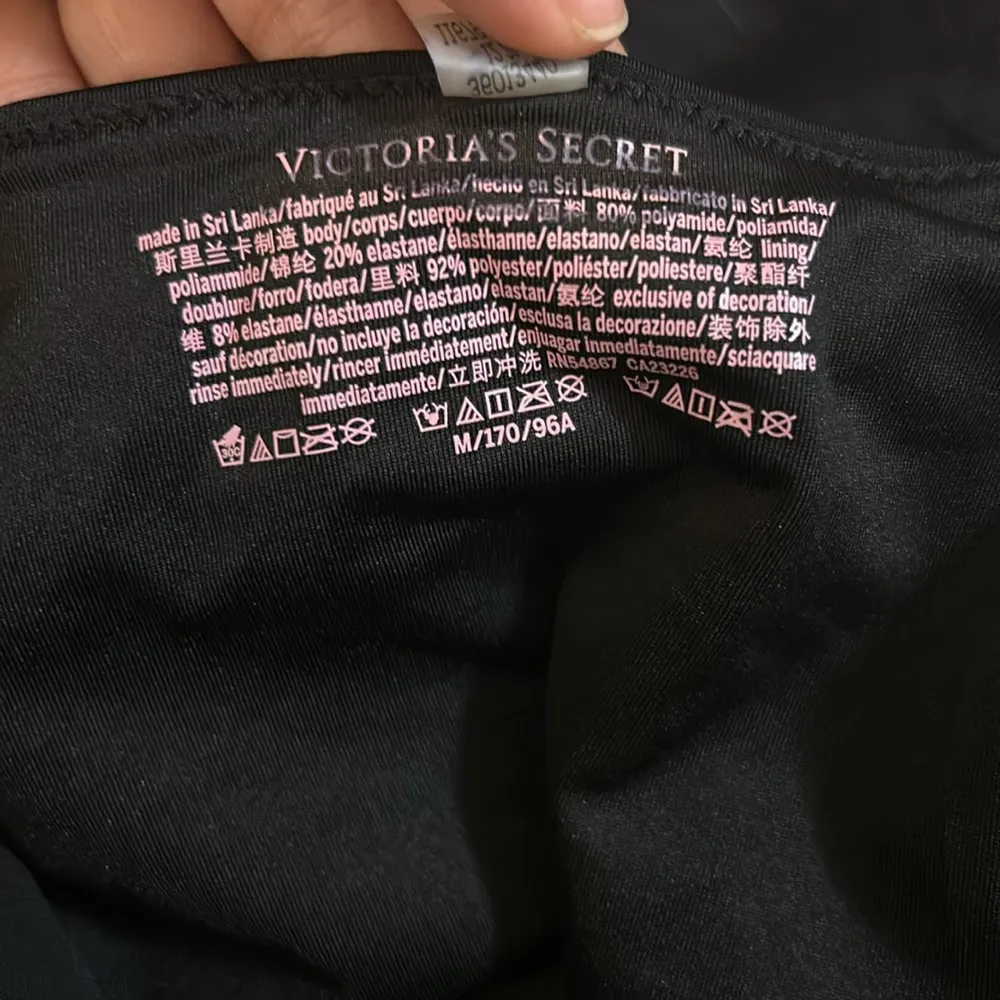 VICTORIA'S SECRET
made in Sri Lanka/fabriqué au Sri Lanka/hecho en Sri Lanka/fabbricato in Sri Lanka/
斯里兰卡制造 body/corps/cuerpo/corpo/面料 80% polyamide/poliamida/
poliammide/锦纶 20% elastane/élasthanne/elastano/elastan/氨纶 lining/
doublure/forro/fodera/里料 92% polyester/poliéster/poliestere/聚酯纤
维 8% elastane/élasthanne/elastano/elastan/氨纶 exclusive of decoration/
sauf décoration/no incluye la decoración/esclusa la decorazione/装饰除外
rinse immediately/rincer immédiatement/enjuagar inmediatamente/sciacquare
immediatamente/立即冲洗 RN54867 CA23226
30C
M/170/96A